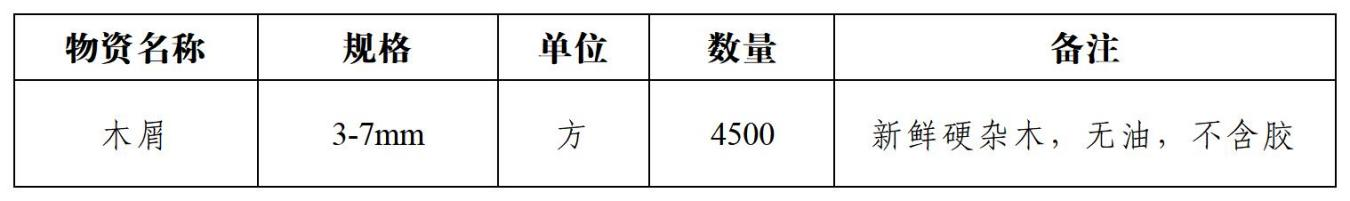 物资名称 规格 单位 数量 备注
木屑 3-7mm 方 4500 新鲜硬杂木，无油，不含胶